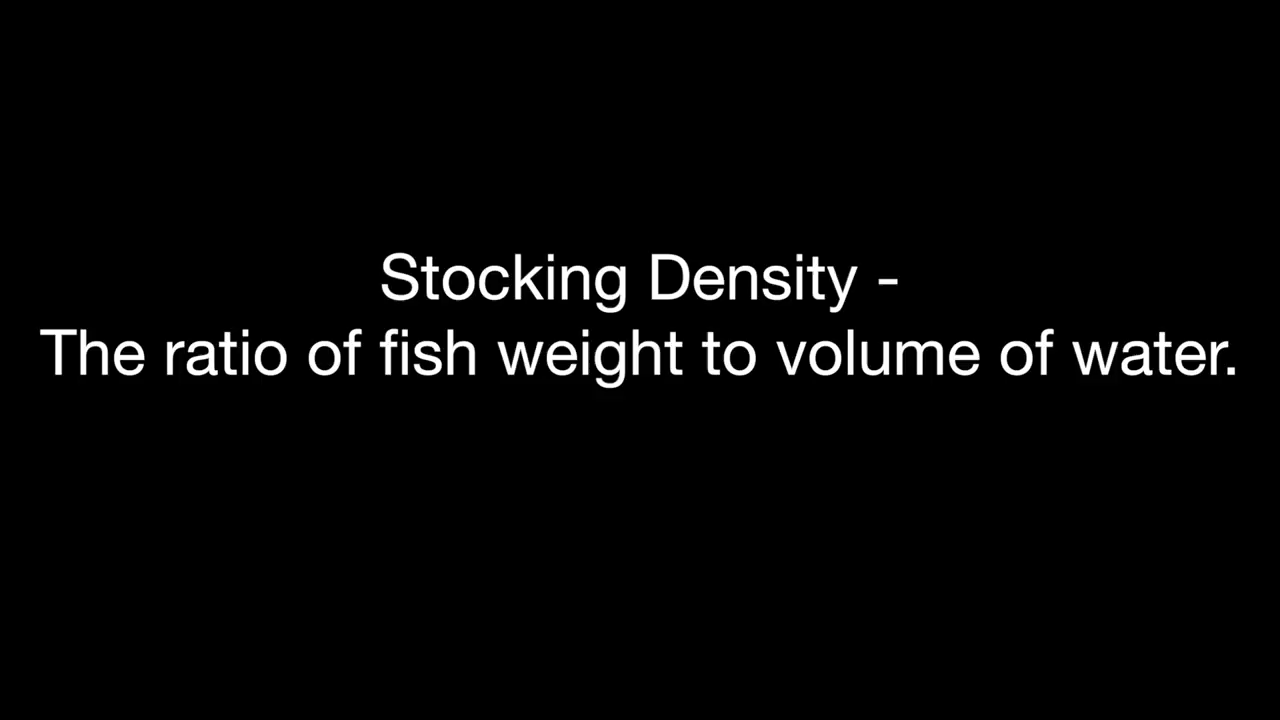 Stocking Density -
The ratio of fish weight to volume of water.